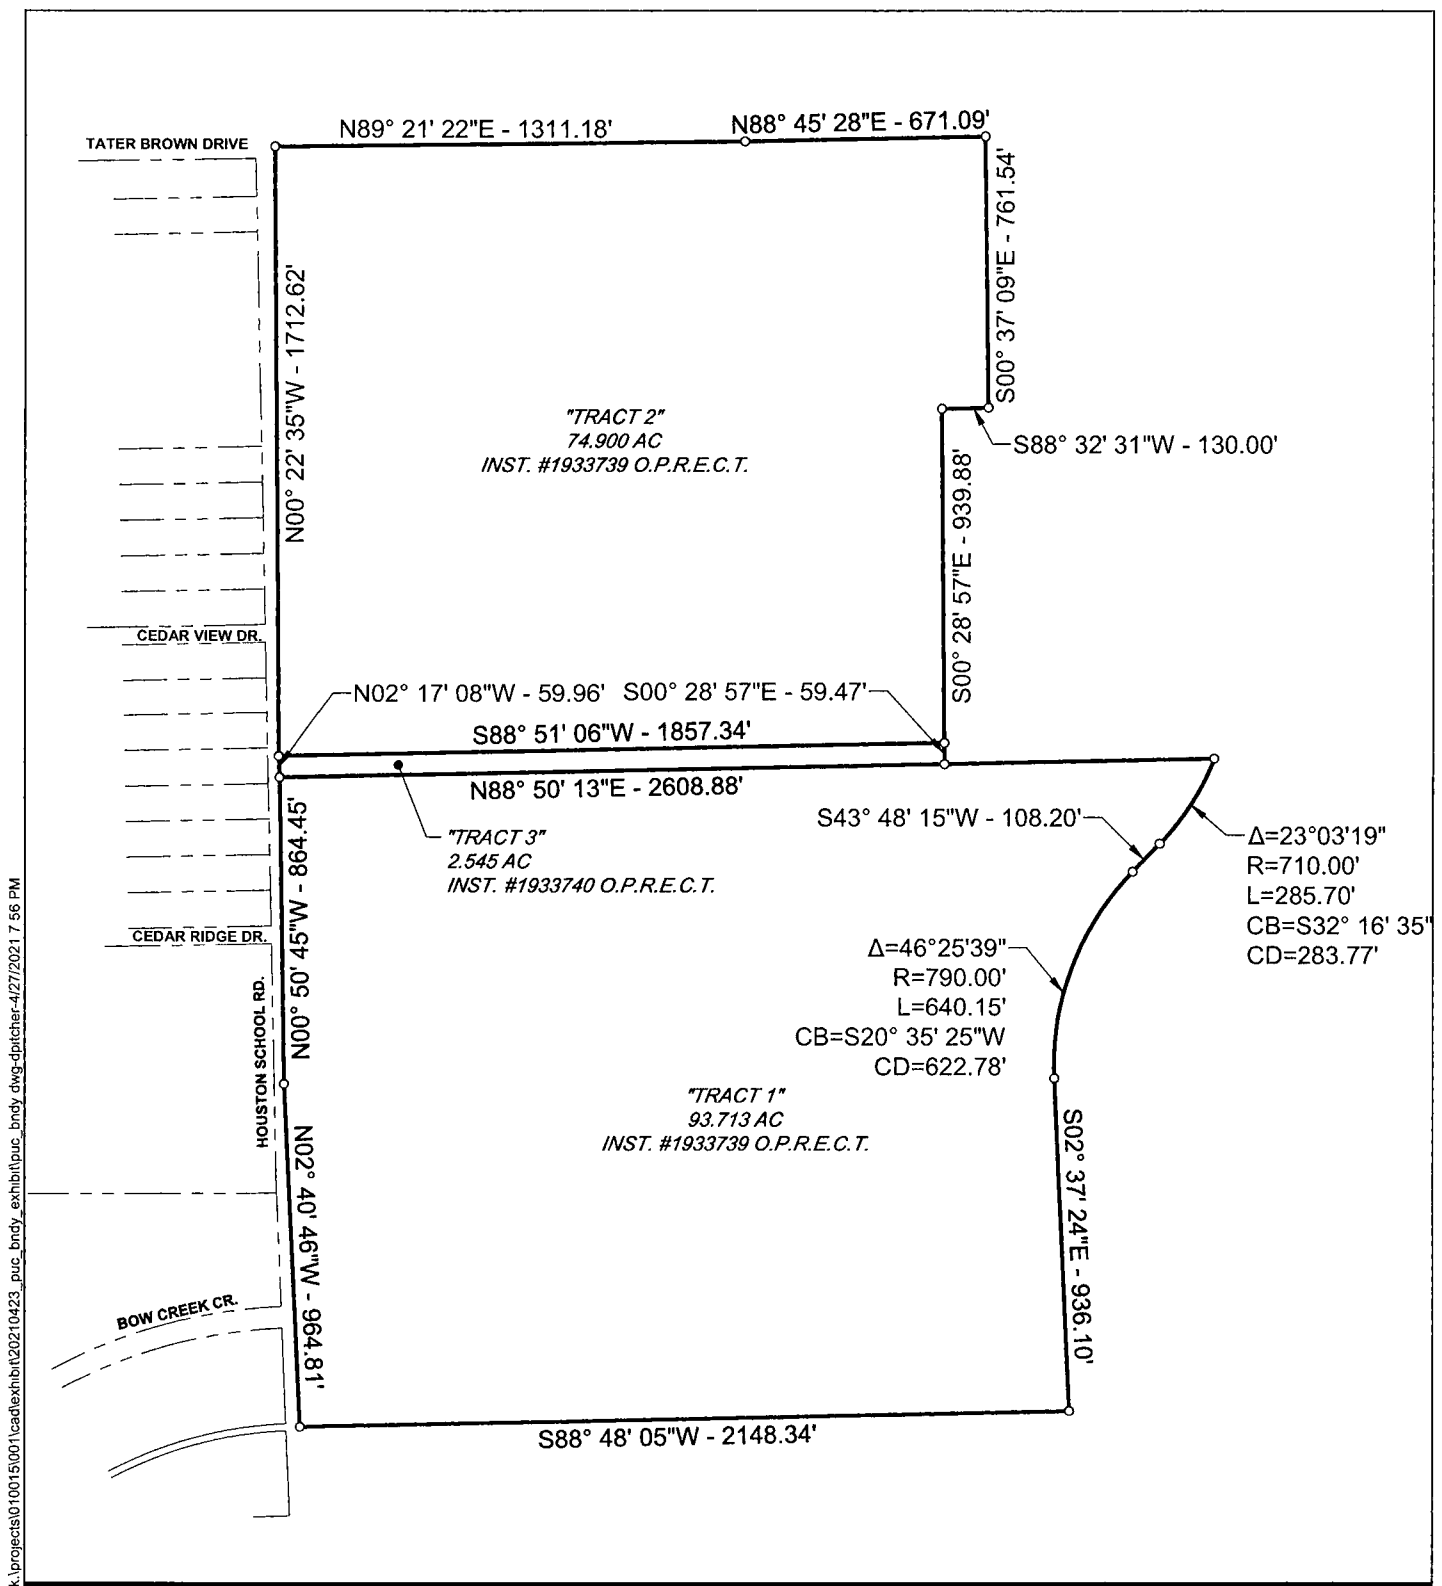 N89° 21' 22"E - 1311.18'
N88° 45' 28"E - 671.09'
TATER BROWN DRIVE
S00° 37' 09"E - 761.54'
N00° 22' 35"W - 1712.62'
"TRACT 2"
74.900 AC
INST. #1933739 O.P.R.E.C.T.
S88° 32' 31"W - 130.00'
S00° 28' 57"E - 939.88'
CEDAR VIEW DR.
N02° 17' 08"W - 59.96'
S00° 28' 57"E - 59.47'
S88° 51' 06"W - 1857.34'
N88° 50' 13"E - 2608.88'
"TRACT 3"
2.545 AC
INST. #1933740 O.P.R.E.C.T.
S43° 48' 15"W - 108.20'
Δ=23°03'19"
R=710.00'
L=285.70'
CB=S32° 16' 35"
CD=283.77'
N00° 50' 45"W - 864.45'
CEDAR RIDGE DR.
HOUSTON SCHOOL RD.
Δ=46°25'39"
R=790.00'
L=640.15'
CB=S20° 35' 25"W
CD=622.78'
"TRACT 1"
93.713 AC
INST. #1933739 O.P.R.E.C.T.
N02° 40' 46"W - 964.81'
S02° 37' 24"E - 936.10'
BOW CREEK CR.
S88° 48' 05"W - 2148.34'
k:\projects\010015\001\cad\exhibit\20210423_puc_bndy_exhibit\puc_bndy dwg-dpitcher-4/27/2021 7 56 PM